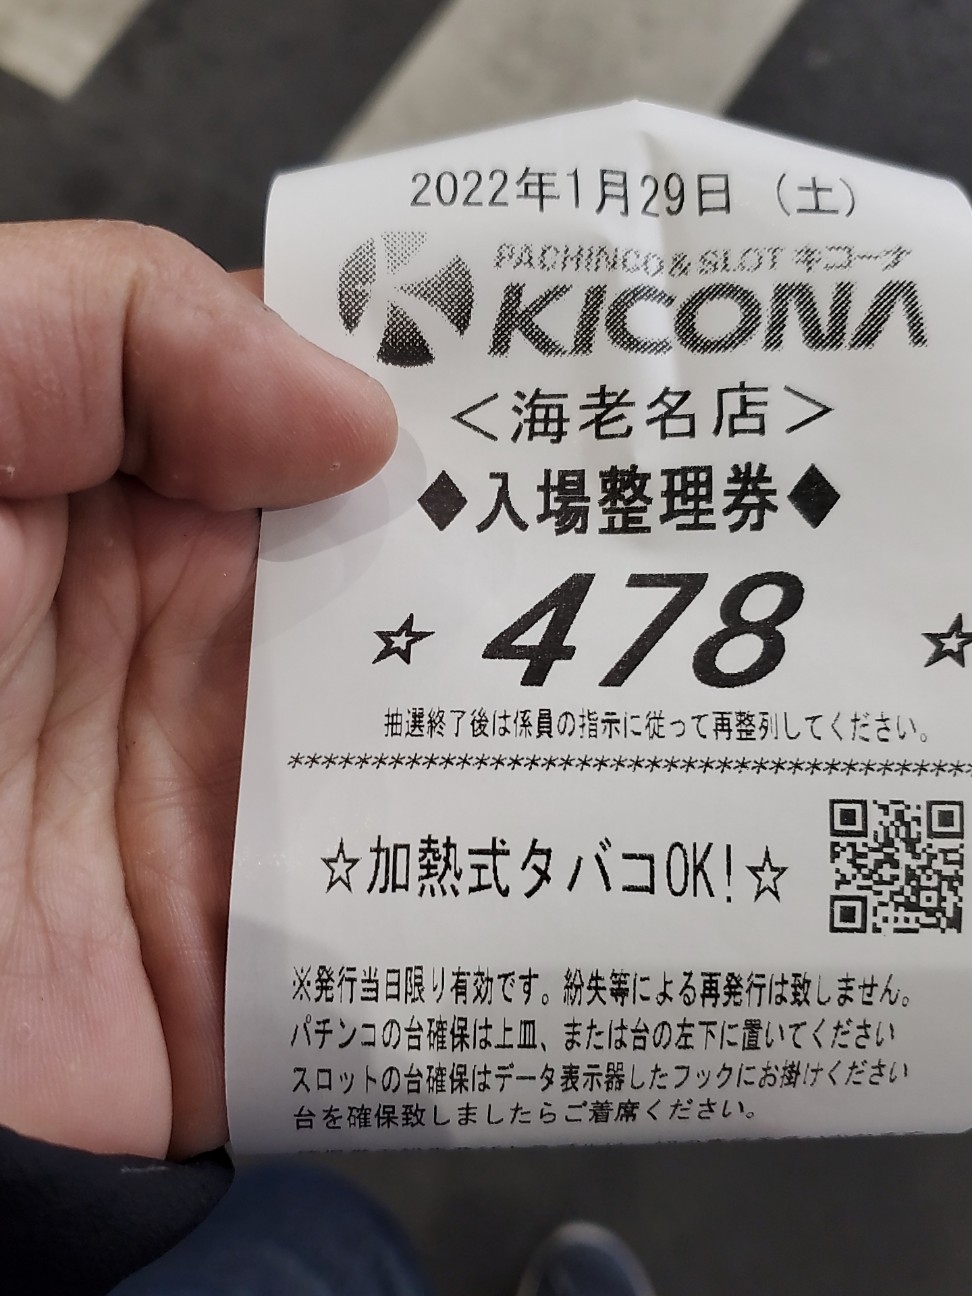 2022年1月29日 (土)
PACHINCO&SLOT キコーナ
KICONA
＜海老名店＞
◆入場整理券◆
☆ 478 ☆
抽選終了後は係員の指示に従って再整列してください。
*************************************************
☆加熱式タバコOK!☆
※発行当日限り有効です。紛失等による再発行は致しません。
パチンコの台確保は上皿、または台の左下に置いてください
スロットの台確保はデータ表示器したフックにお掛けください
台を確保致しましたらご着席ください。